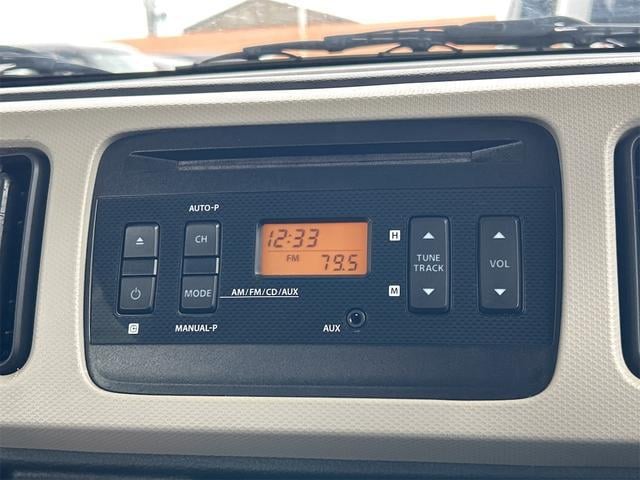 AUTO-P
CH
MODE
MANUAL-P
12:33
FM 79.5
AM/FM/CD/AUX
AUX
H
M
TUNE
TRACK
VOL